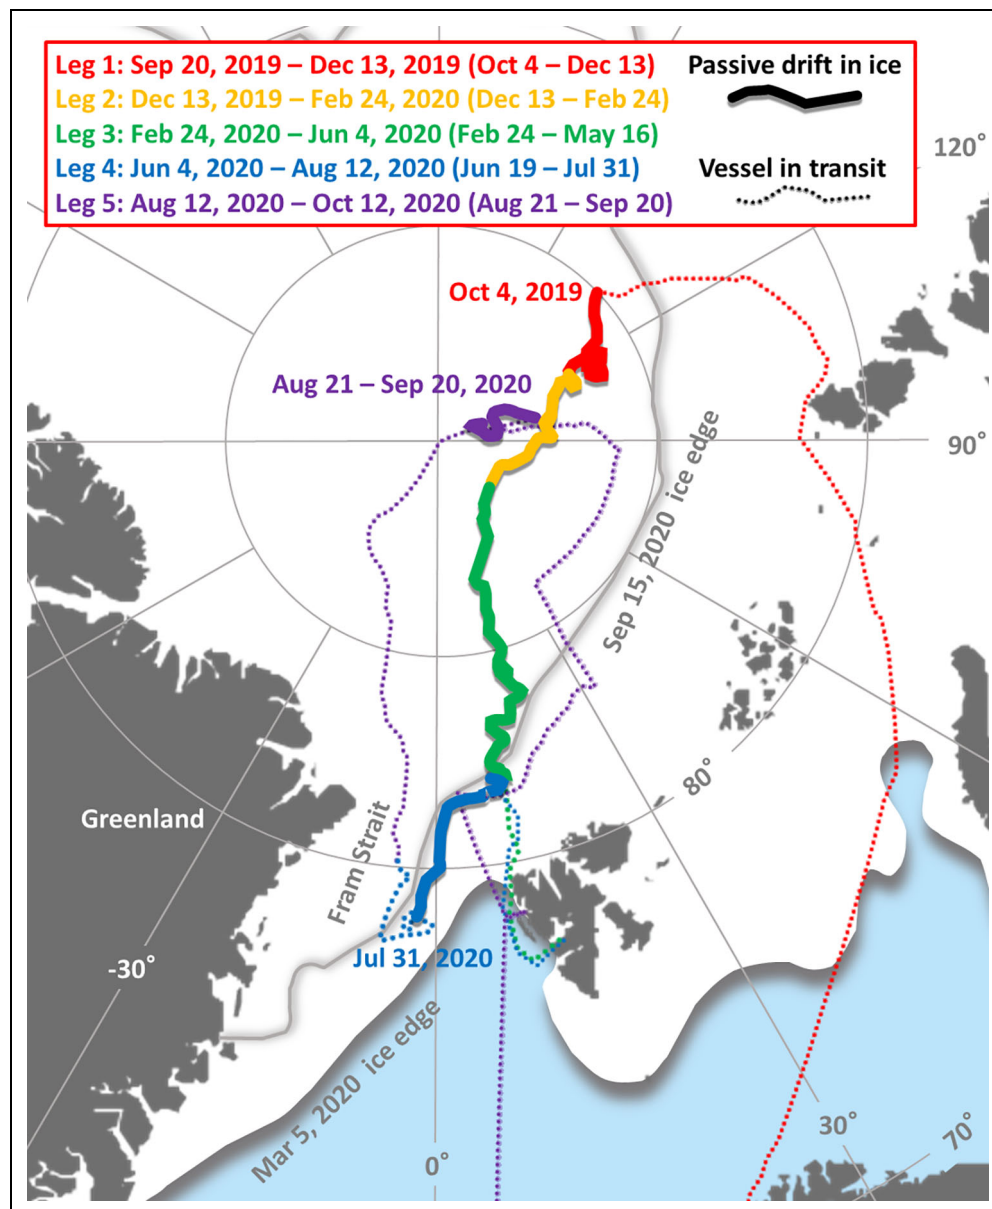 Leg 1: Sep 20, 2019 – Dec 13, 2019 (Oct 4 – Dec 13)
Leg 2: Dec 13, 2019 – Feb 24, 2020 (Dec 13 – Feb 24)
Leg 3: Feb 24, 2020 – Jun 4, 2020 (Feb 24 – May 16)
Leg 4: Jun 4, 2020 – Aug 12, 2020 (Jun 19 – Jul 31)
Leg 5: Aug 12, 2020 – Oct 12, 2020 (Aug 21 – Sep 20)
Passive drift in ice
Vessel in transit
120°
Oct 4, 2019
Aug 21 – Sep 20, 2020
90°
Sep 15, 2020 ice edge
80°
Greenland
Fram Strait
Jul 31, 2020
-30°
Mar 5, 2020 ice edge
0°
30°
70°